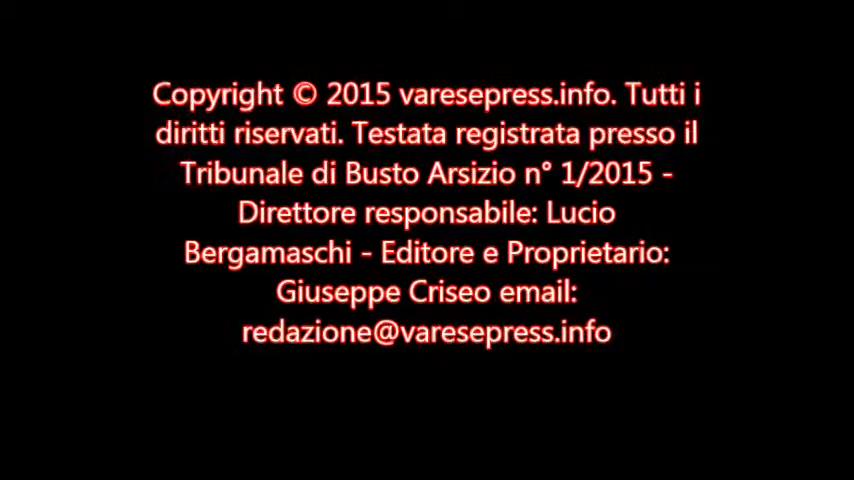 Copyright © 2015 varesepress.info. Tutti i
diritti riservati. Testata registrata presso il
Tribunale di Busto Arsizio n° 1/2015 -
Direttore responsabile: Lucio
Bergamaschi - Editore e Proprietario:
Giuseppe Criseo email:
redazione@varesepress.info